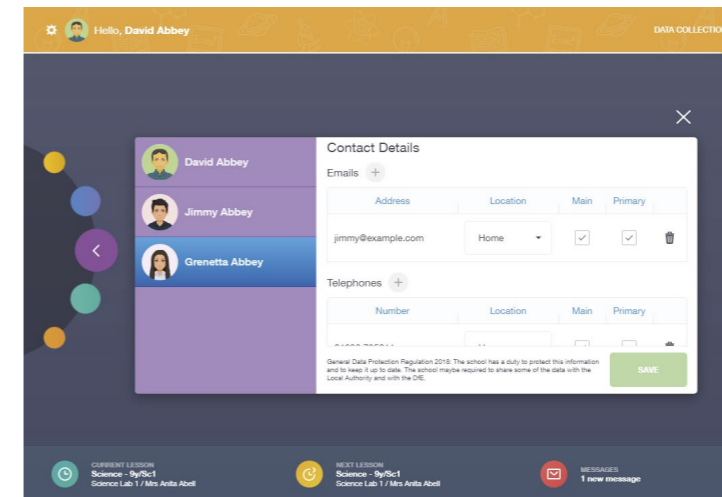 Hello, David Abbey
DATA COLLECTIO
David Abbey
Jimmy Abbey
Grenetta Abbey
Contact Details
Emails +
Address Location Main Primary
jimmy@example.com Home
Telephones +
Number Location Main Primary
General Data Protection Regulation 2018: The school has a duty to protect this information
and to keep it up to date. The school maybe required to share some of the data with the
Local Authority and with the DfE.
SAVE
CURRENT LESSON
Science - 9y/Sc1
Science Lab 1 / Mrs Anita Abell
NEXT LESSON
Science - 9y/Sc1
Science Lab 1 / Mrs Anita Abell
MESSAGES
1 new message